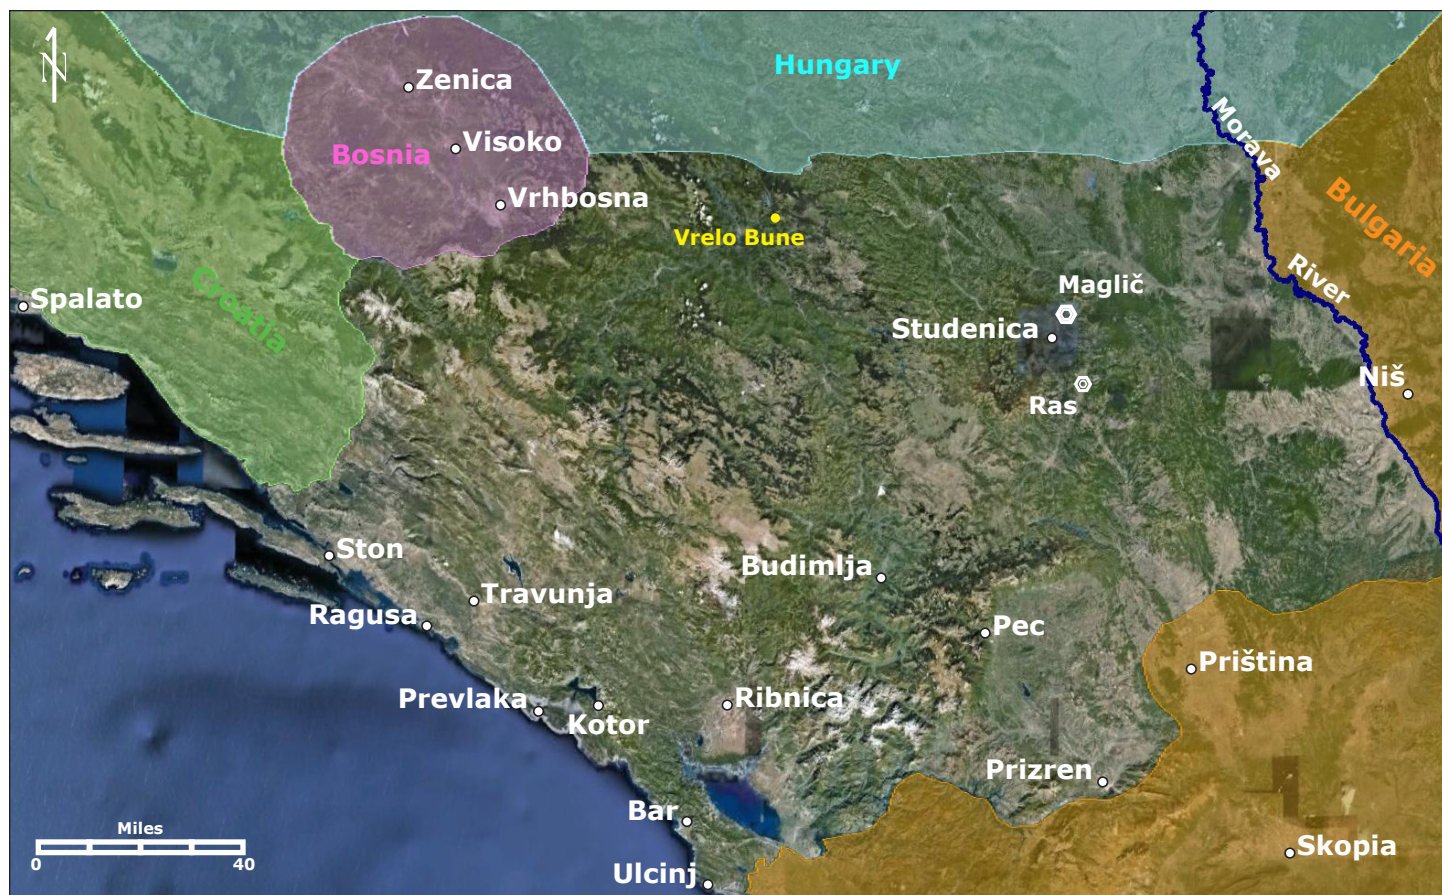 N
Zenica
Hungary
Morava
Visoko
Bosnia
Vrhbosna
Bulgaria
Vrelo Bune
River
Maglič
Spalato
Croatia
Studenica
Niš
Ras
Ston
Budimlja
Travunja
Ragusa
Pec
Priština
Prevlaka
Kotor
Ribnica
Prizren
Bar
Miles
0 40
Skopia
Ulcinj